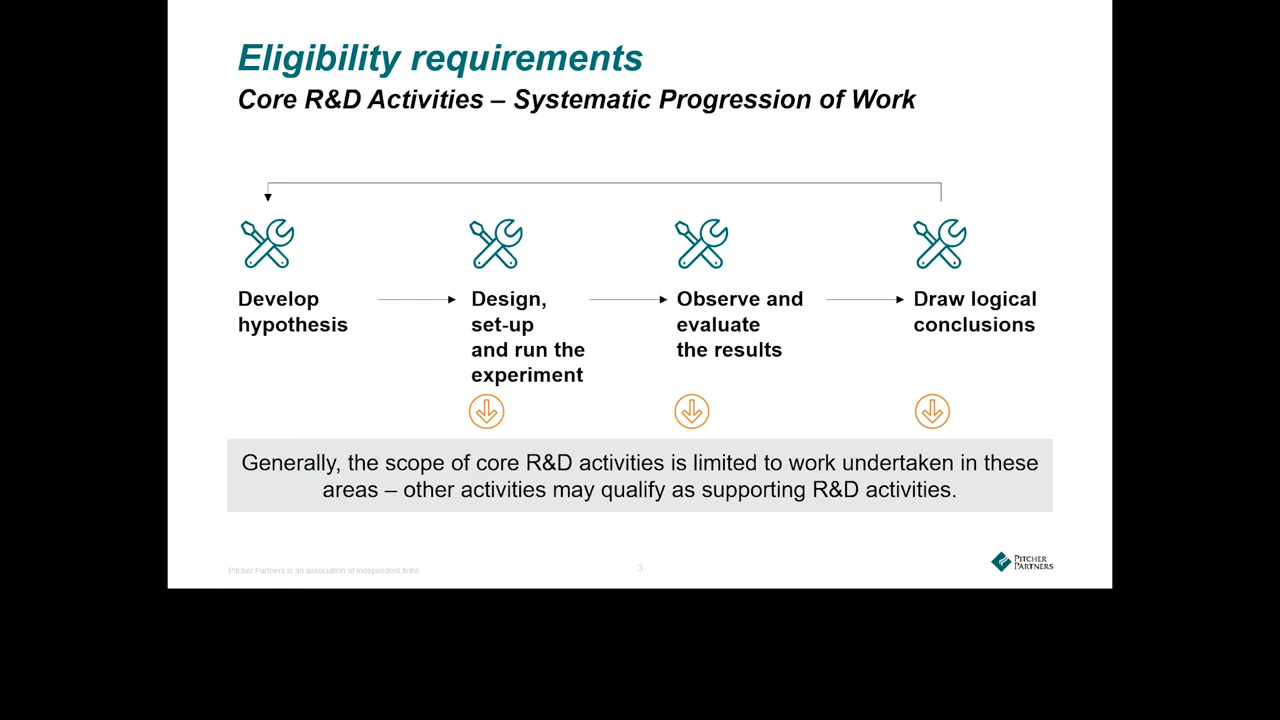 Eligibility requirements
Core R&D Activities – Systematic Progression of Work
Develop
hypothesis
Design,
set-up
and run the
experiment
Observe and
evaluate
the results
Draw logical
conclusions
Generally, the scope of core R&D activities is limited to work undertaken in these
areas – other activities may qualify as supporting R&D activities.
Pitcher Partners is an association of independent firms.
3
PITCHER
PARTNERS